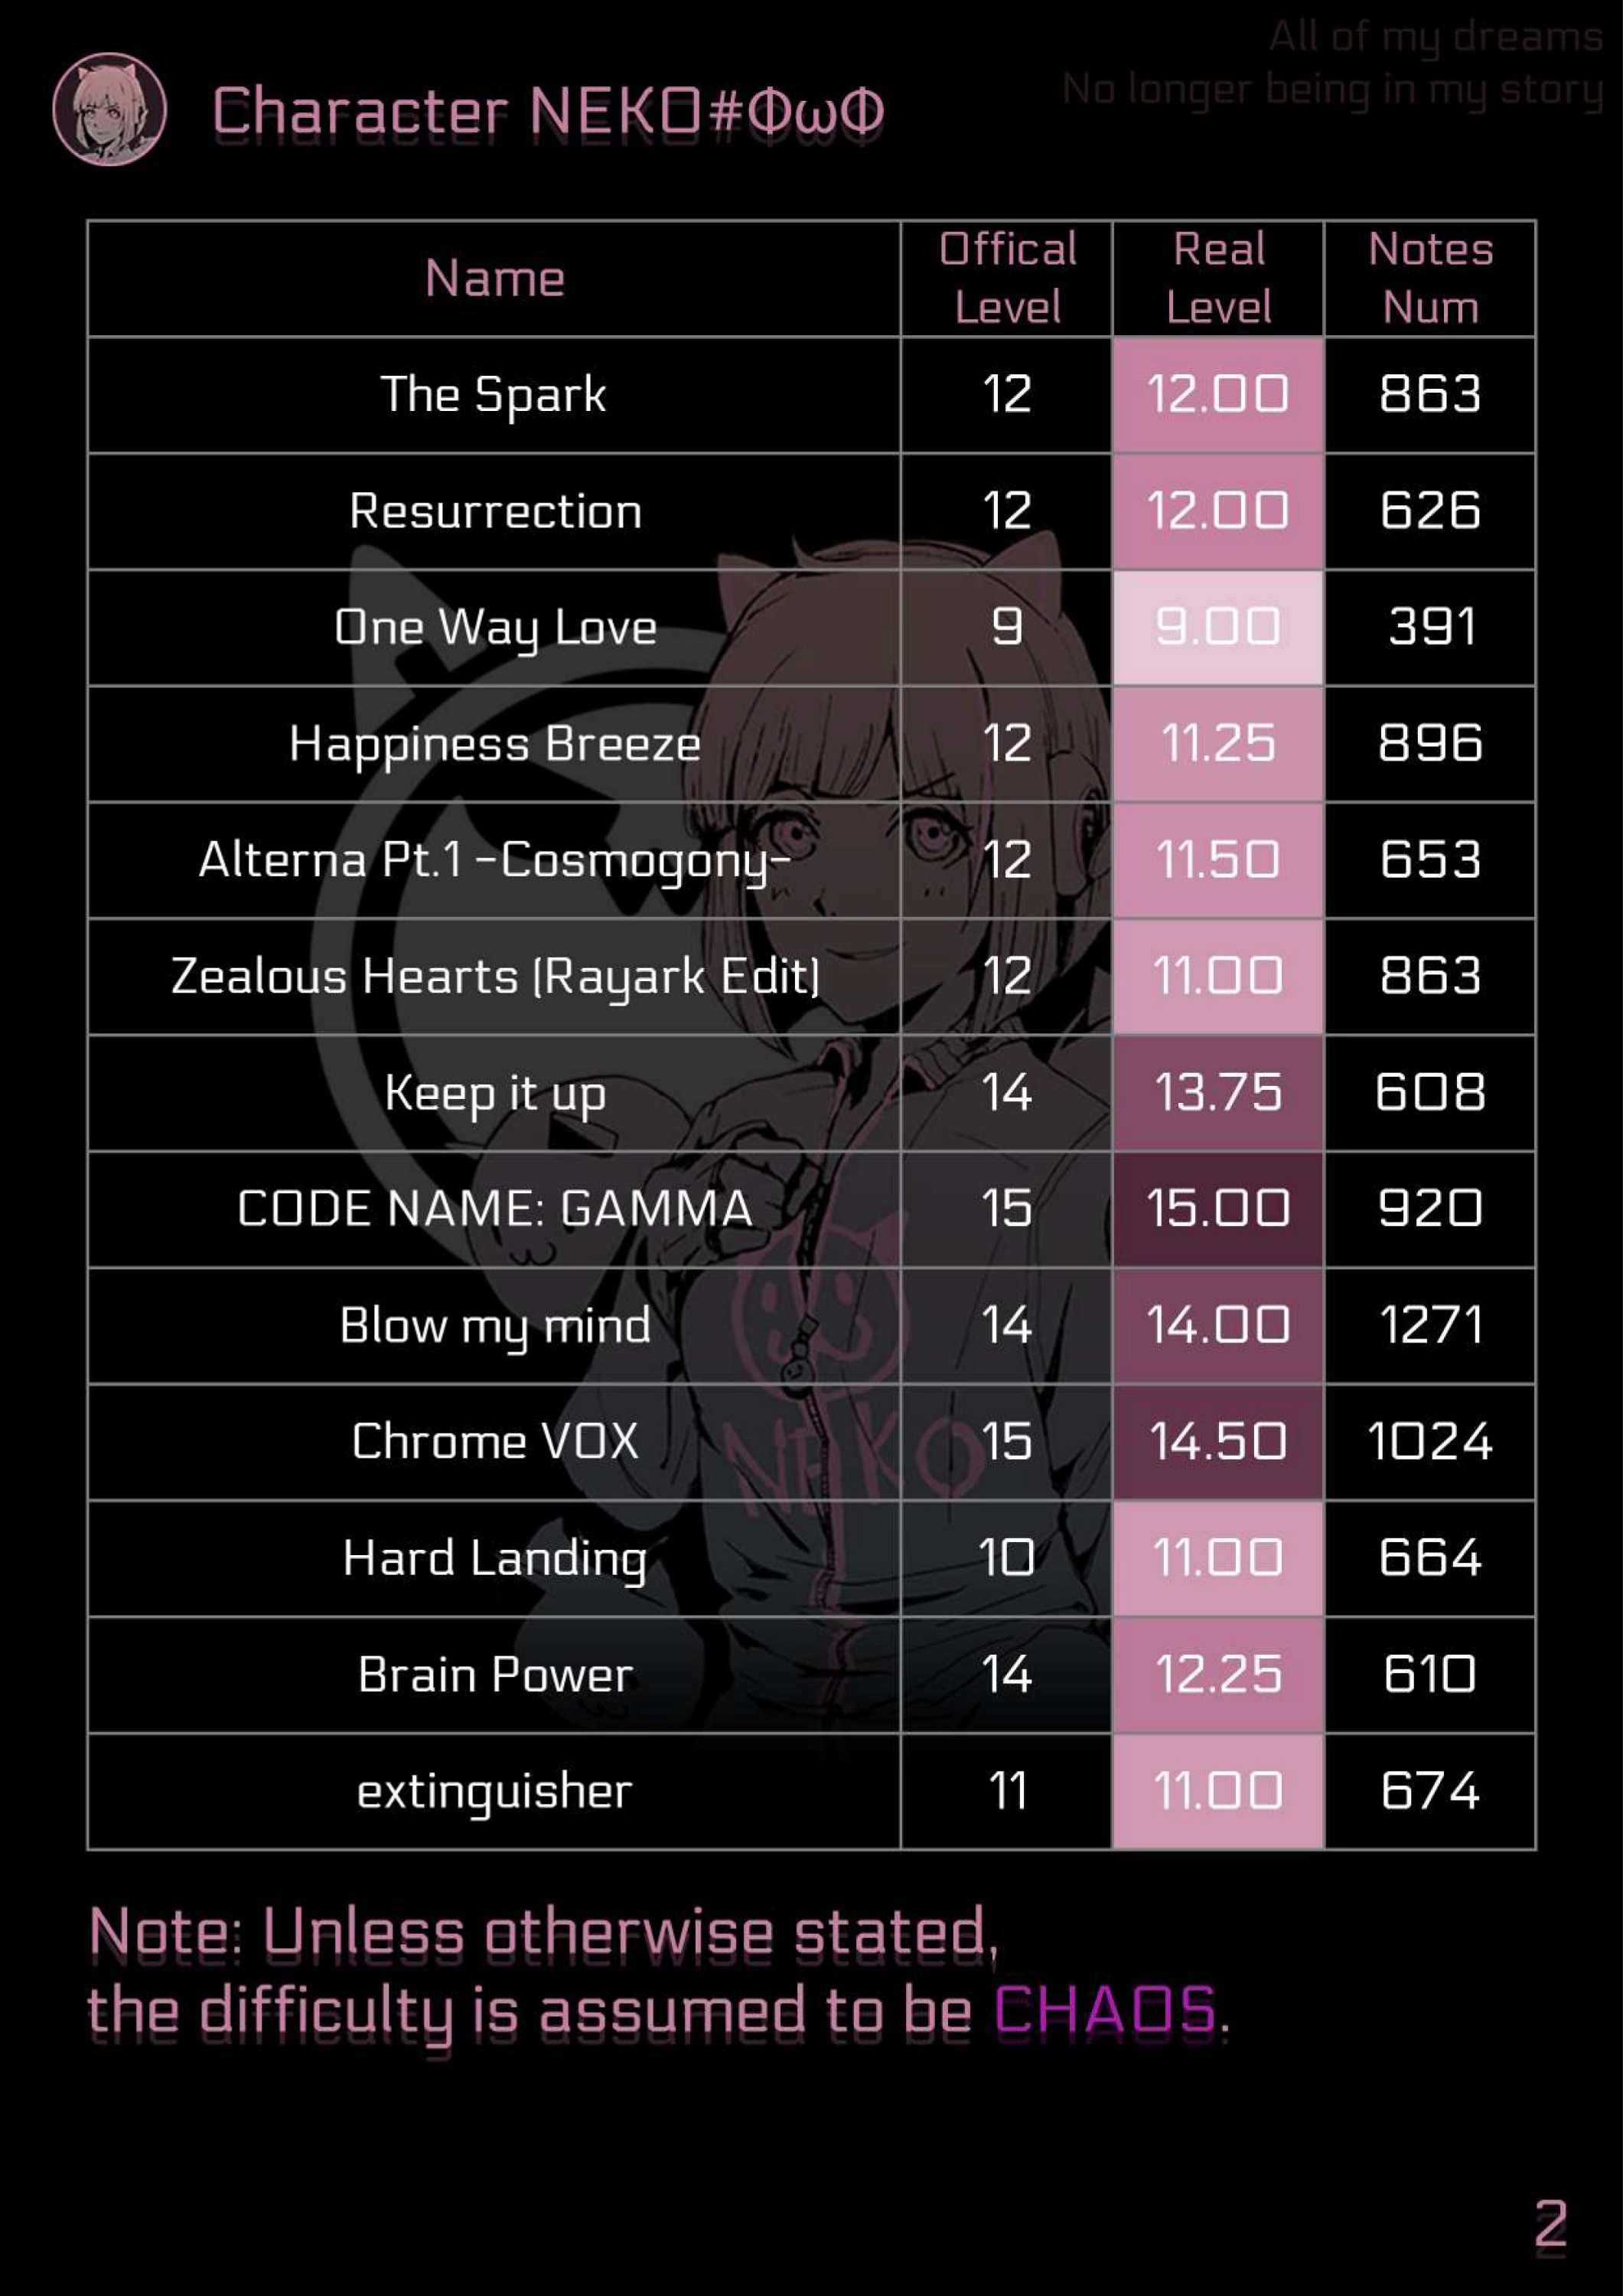 All of my dreams
No longer being in my story
Character NEKO#ΦωΦ
Name Offical Level Real Level Notes Num
The Spark 12 12.00 863
Resurrection 12 12.00 626
One Way Love 9 9.00 391
Happiness Breeze 12 11.25 896
Alterna Pt.1 -Cosmogony- 12 11.50 653
Zealous Hearts (Rayark Edit) 12 11.00 863
Keep it up 14 13.75 608
CODE NAME: GAMMA 15 15.00 920
Blow my mind 14 14.00 1271
Chrome VOX 15 14.50 1024
NEKO
Hard Landing 10 11.00 664
Brain Power 14 12.25 610
extinguisher 11 11.00 674
Note: Unless otherwise stated,
the difficulty is assumed to be CHAOS.
2